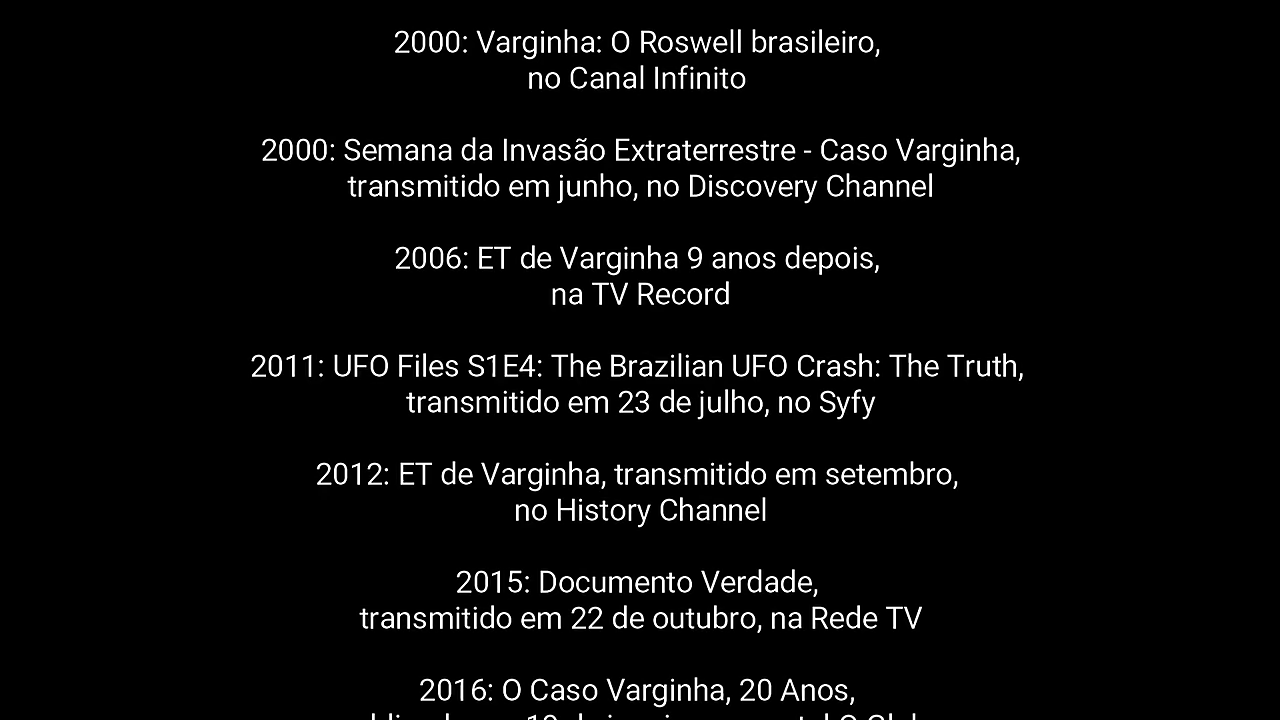 2000: Varginha: O Roswell brasileiro,
no Canal Infinito
2000: Semana da Invasão Extraterrestre - Caso Varginha,
transmitido em junho, no Discovery Channel
2006: ET de Varginha 9 anos depois,
na TV Record
2011: UFO Files S1E4: The Brazilian UFO Crash: The Truth,
transmitido em 23 de julho, no Syfy
2012: ET de Varginha, transmitido em setembro,
no History Channel
2015: Documento Verdade,
transmitido em 22 de outubro, na Rede TV
2016: O Caso Varginha, 20 Anos,